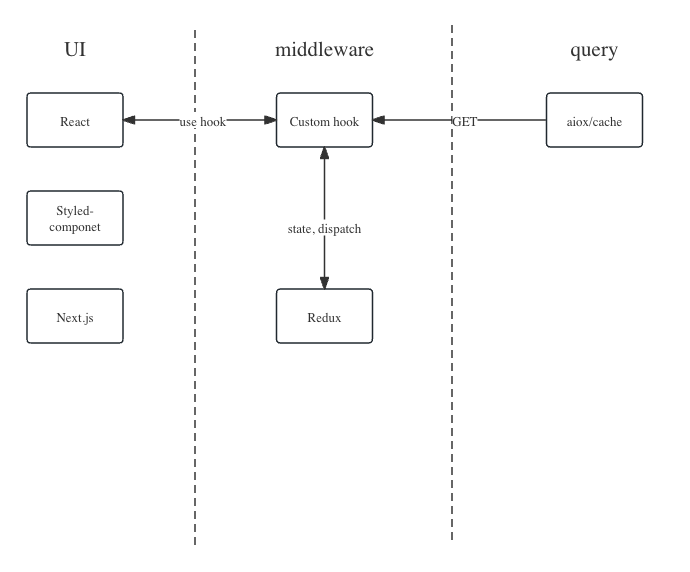 UI
middleware
query
React
use hook
Custom hook
GET
aiox/cache
Styled-
componet
state, dispatch
Next.js
Redux